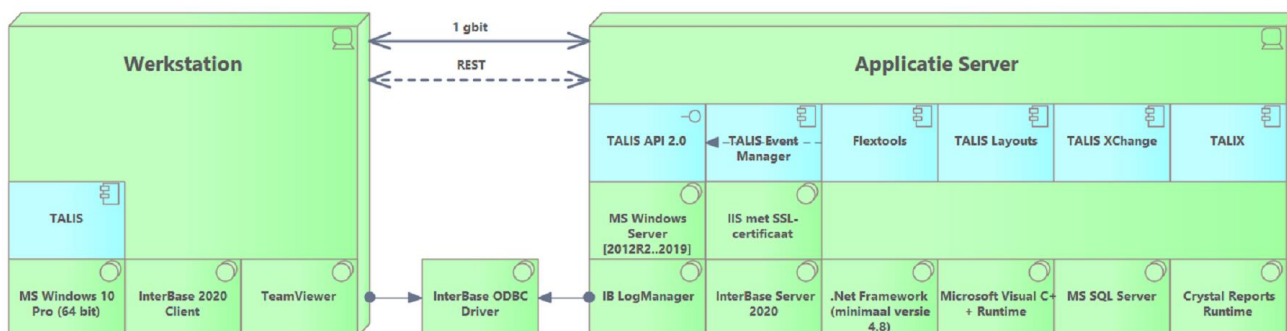 1 gbit
Werkstation
Applicatie Server
REST
TALIS API 2.0
TALIS Event
Manager
Flextools
TALIS Layouts
TALIS XChange
TALIX
TALIS
MS Windows
Server
[2012R2..2019]
IIS met SSL-
certificaat
MS Windows 10
Pro (64 bit)
InterBase 2020
Client
TeamViewer
InterBase ODBC
Driver
IB LogManager
InterBase Server
2020
.Net Framework
(minimaal versie
4.8)
Microsoft Visual C+
+ Runtime
MS SQL Server
Crystal Reports
Runtime